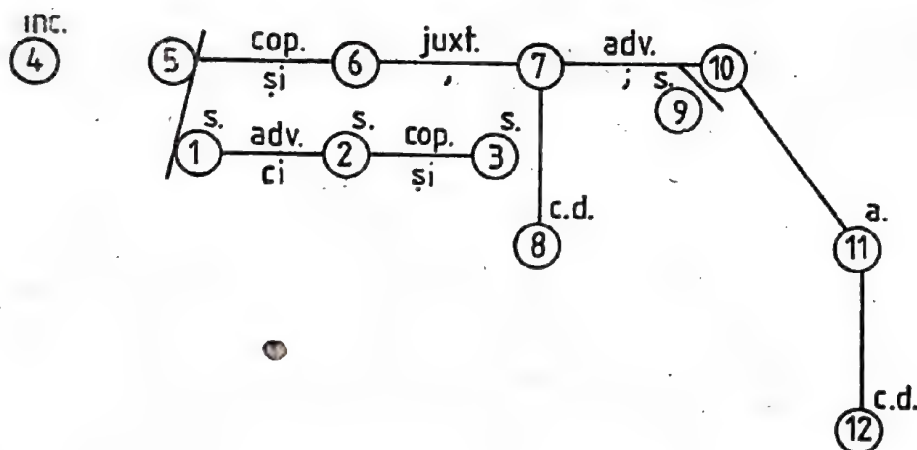 inc.
4 5 cop. și 6 juxt. , 7 adv. ; 10
s. 9
s. 1 adv. ci s. 2 cop. și s. 3
c.d. 8
a. 11
c.d. 12